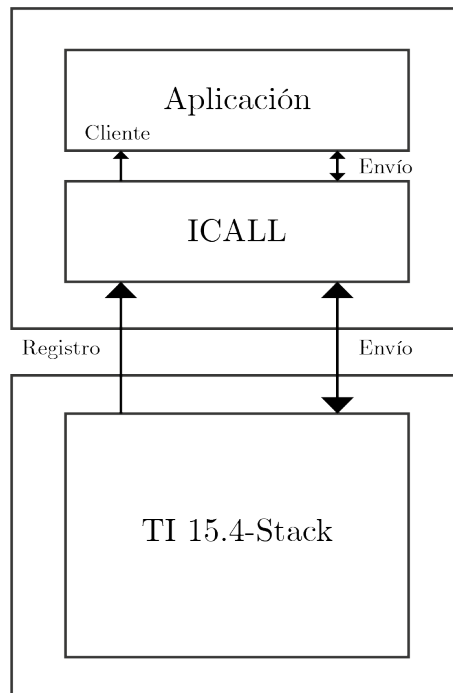 Aplicación
Cliente
Envío
ICALL
Registro
Envío
TI 15.4-Stack